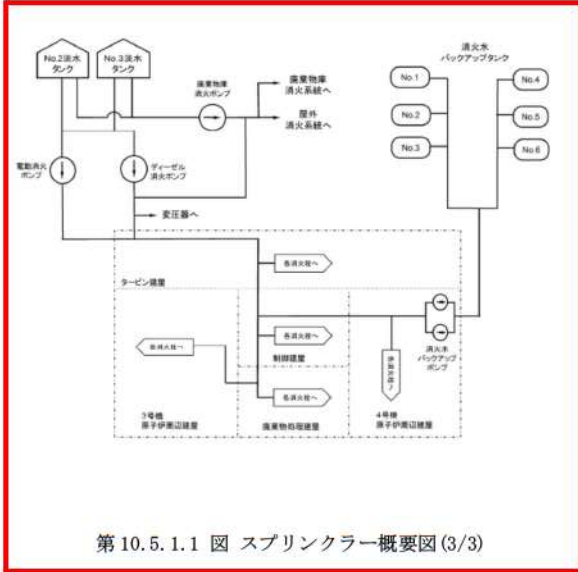 No.2淡水
タンク
No.3淡水
タンク
廃棄物庫
消火ポンプ
廃棄物庫
消火系統へ
屋外
消火系統へ
消火水
バックアップタンク
No.1
No.4
No.2
No.5
No.3
No.6
電動消火
ポンプ
ディーゼル
消火ポンプ
変圧器へ
各消火栓へ
タービン建屋
各消火栓へ
各消火栓へ
制御建屋
消火水
バックアップ
ポンプ
各消火栓へ
各消火栓へ
3号機
原子炉周辺建屋
廃棄物処理建屋
4号機
原子炉周辺建屋
第10.5.1.1 図 スプリンクラー概要図(3/3)